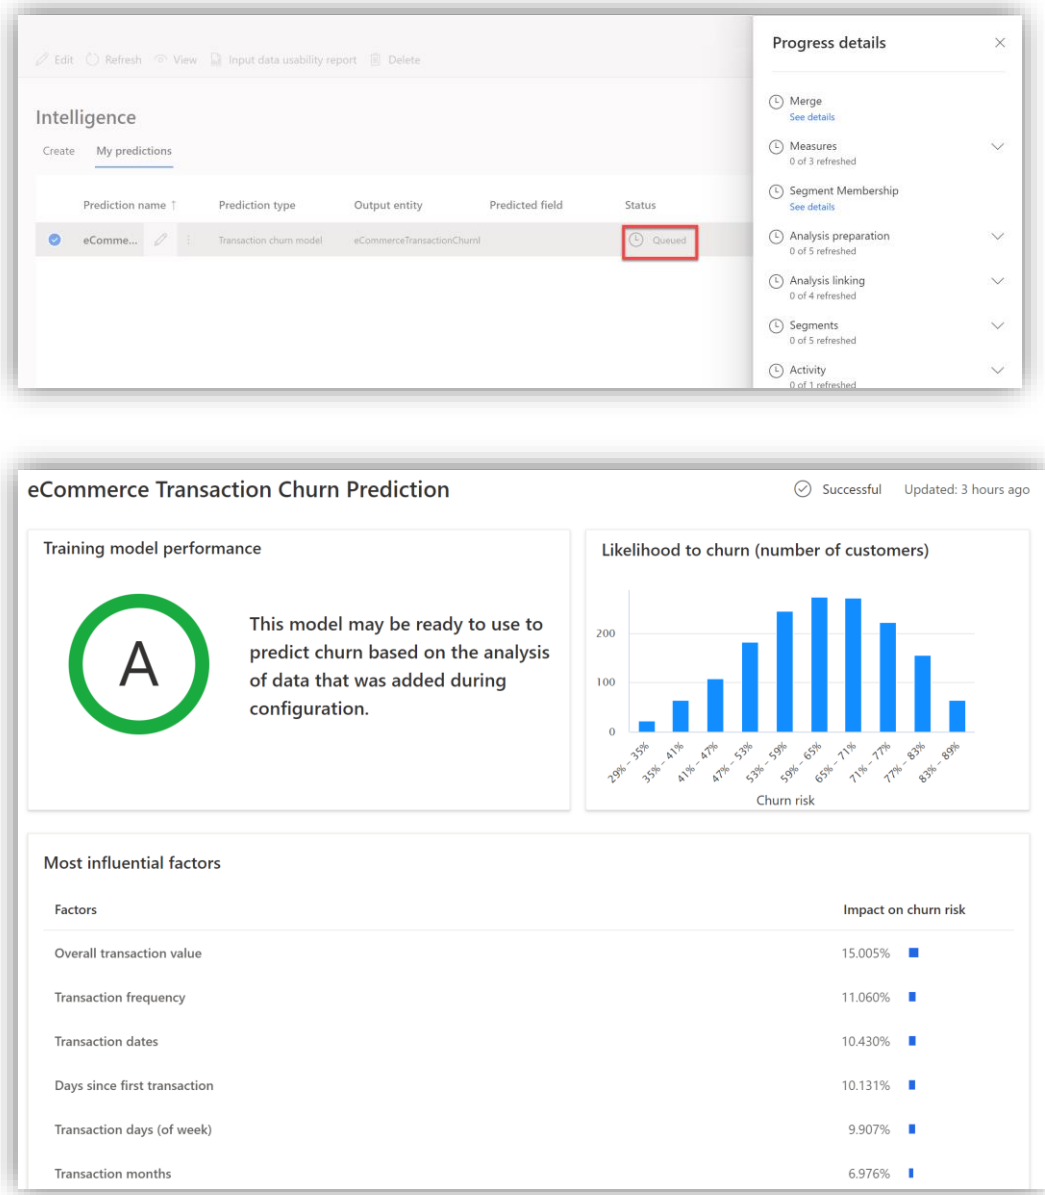 Edit Refresh View Input data usability report Delete
Intelligence
Create My predictions
Prediction name ↑ Prediction type Output entity Predicted field Status
eComme... Transaction churn model eCommerceTransactionChurnI Queued
Progress details
Merge
See details
Measures
0 of 3 refreshed
Segment Membership
See details
Analysis preparation
0 of 5 refreshed
Analysis linking
0 of 4 refreshed
Segments
0 of 5 refreshed
Activity
0 of 1 refreshed
eCommerce Transaction Churn Prediction
Successful Updated: 3 hours ago
Training model performance
A
This model may be ready to use to
predict churn based on the analysis
of data that was added during
configuration.
Likelihood to churn (number of customers)
200
100
0
29% – 35% 35% – 41% 41% – 47% 47% – 53% 53% – 59% 59% – 65% 65% – 71% 71% – 77% 77% – 83% 83% – 89%
Churn risk
Most influential factors
Factors Impact on churn risk
Overall transaction value 15.005%
Transaction frequency 11.060%
Transaction dates 10.430%
Days since first transaction 10.131%
Transaction days (of week) 9.907%
Transaction months 6.976%